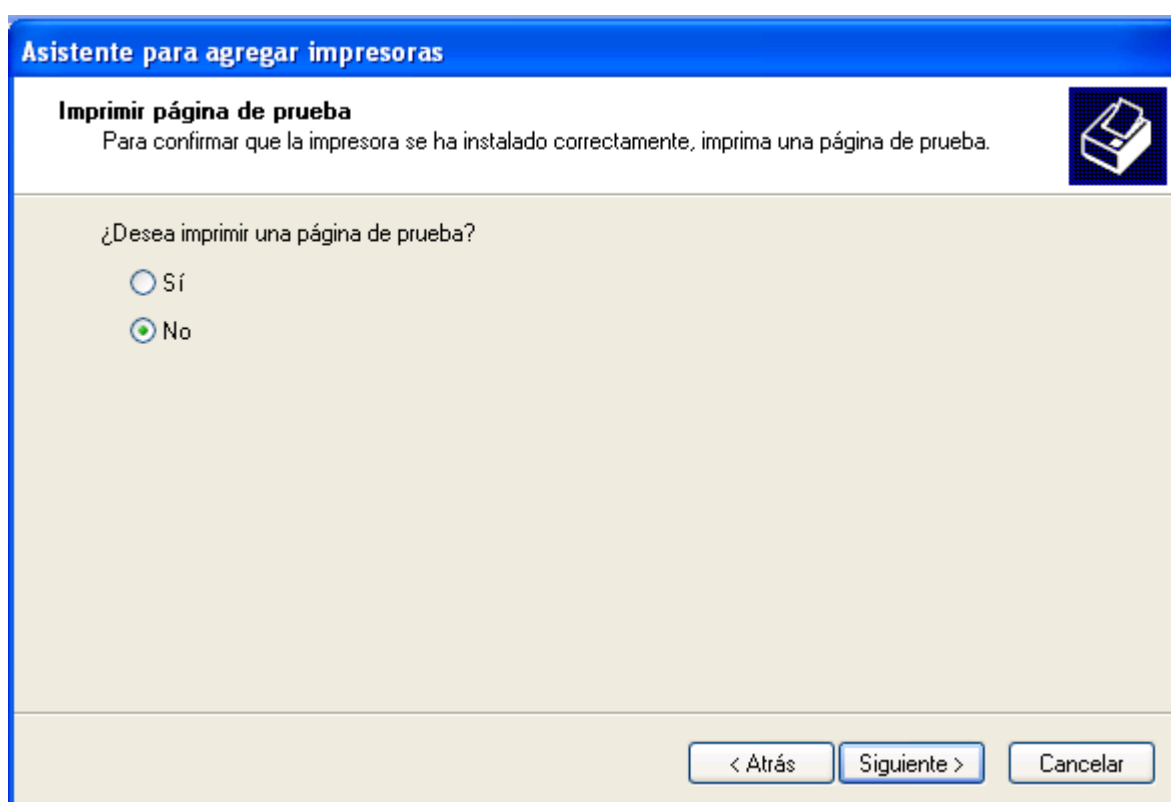 Asistente para agregar impresoras
Imprimir página de prueba
Para confirmar que la impresora se ha instalado correctamente, imprima una página de prueba.
¿Desea imprimir una página de prueba?
Sí
No
< Atrás
Siguiente >
Cancelar